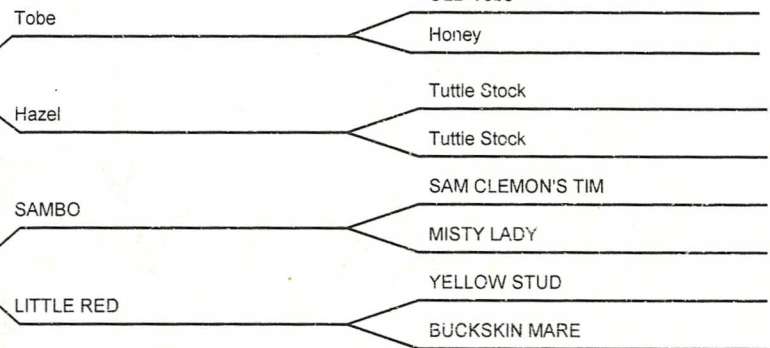 Tobe
Honey
Tuttle Stock
Hazel
Tuttle Stock
SAM CLEMON'S TIM
SAMBO
MISTY LADY
YELLOW STUD
LITTLE RED
BUCKSKIN MARE